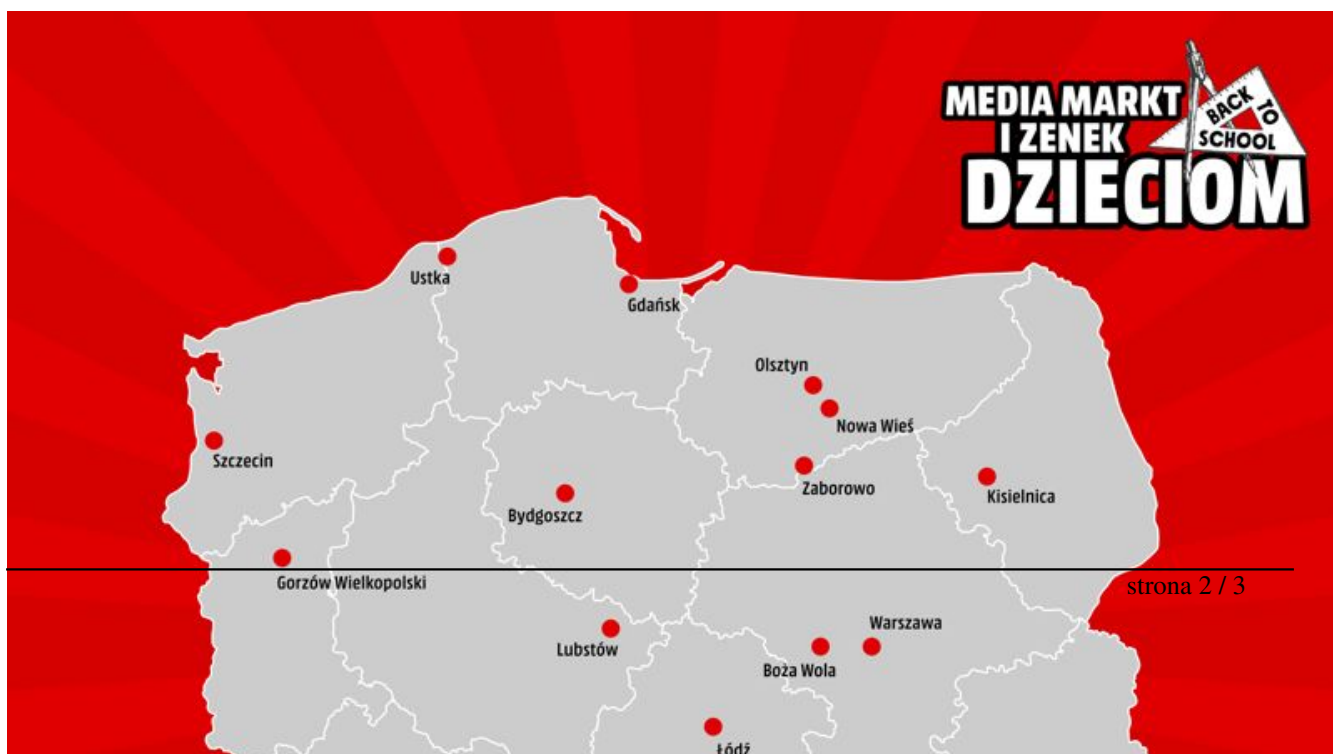 MEDIA MARKT
I ZENEK
DZIECIOM
BACK
TO
SCHOOL
Ustka
Gdańsk
Olsztyn
Nowa Wieś
Szczecin
Zaborowo
Kisielnica
Bydgoszcz
Gorzów Wielkopolski
strona 2 / 3
Warszawa
Lubstów
Boża Wola
Łódź